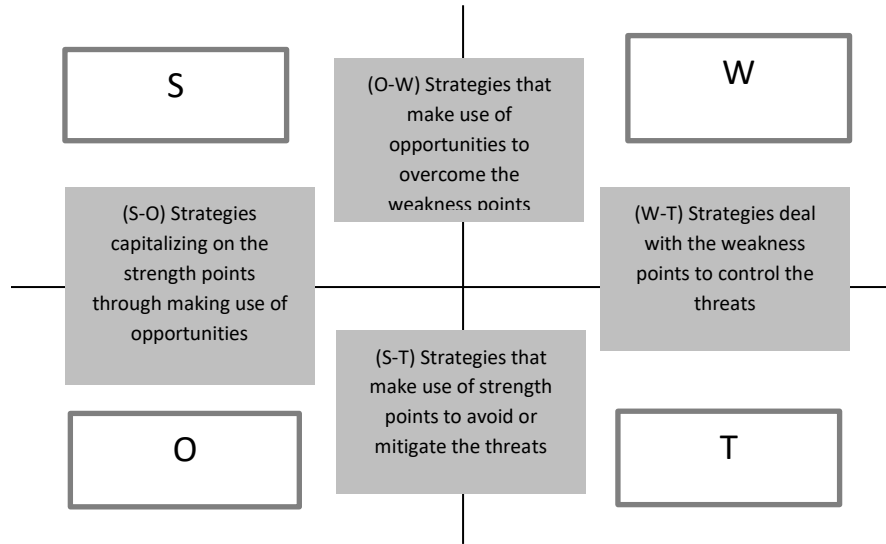 S
(O-W) Strategies that
make use of
opportunities to
overcome the
weakness points
W
(S-O) Strategies
capitalizing on the
strength points
through making use of
opportunities
(W-T) Strategies deal
with the weakness
points to control the
threats
(S-T) Strategies that
make use of strength
points to avoid or
mitigate the threats
O
T